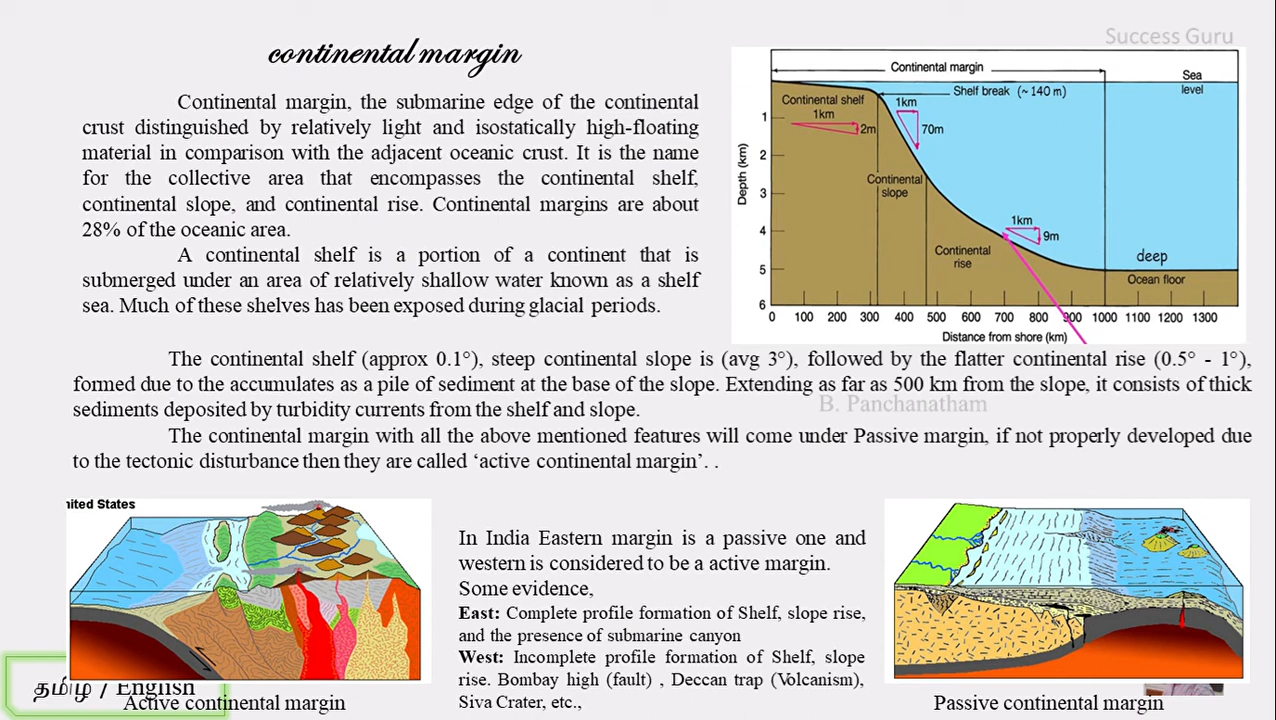 Success Guru
continental margin
Continental margin, the submarine edge of the continental
crust distinguished by relatively light and isostatically high-floating
material in comparison with the adjacent oceanic crust. It is the name
for the collective area that encompasses the continental shelf,
continental slope, and continental rise. Continental margins are about
28% of the oceanic area.
A continental shelf is a portion of a continent that is
submerged under an area of relatively shallow water known as a shelf
sea. Much of these shelves has been exposed during glacial periods.
Continental margin
Sea
level
Shelf break (~ 140 m)
Continental shelf
1km
2m
1km
70m
Continental
slope
1km
9m
Continental
rise
deep
Ocean floor
Depth (km)
1
2
3
4
5
6
0 100 200 300 400 500 600 700 800 900 1000 1100 1200 1300
Distance from shore (km)
The continental shelf (approx 0.1°), steep continental slope is (avg 3°), followed by the flatter continental rise (0.5° - 1°),
formed due to the accumulates as a pile of sediment at the base of the slope. Extending as far as 500 km from the slope, it consists of thick
sediments deposited by turbidity currents from the shelf and slope.
B. Panchanatham
The continental margin with all the above mentioned features will come under Passive margin, if not properly developed due
to the tectonic disturbance then they are called ‘active continental margin’. .
nited States
In India Eastern margin is a passive one and
western is considered to be a active margin.
Some evidence,
East: Complete profile formation of Shelf, slope rise,
and the presence of submarine canyon
West: Incomplete profile formation of Shelf, slope
rise. Bombay high (fault) , Deccan trap (Volcanism),
Siva Crater, etc.,
தமிழ் / English
Active continental margin
Passive continental margin